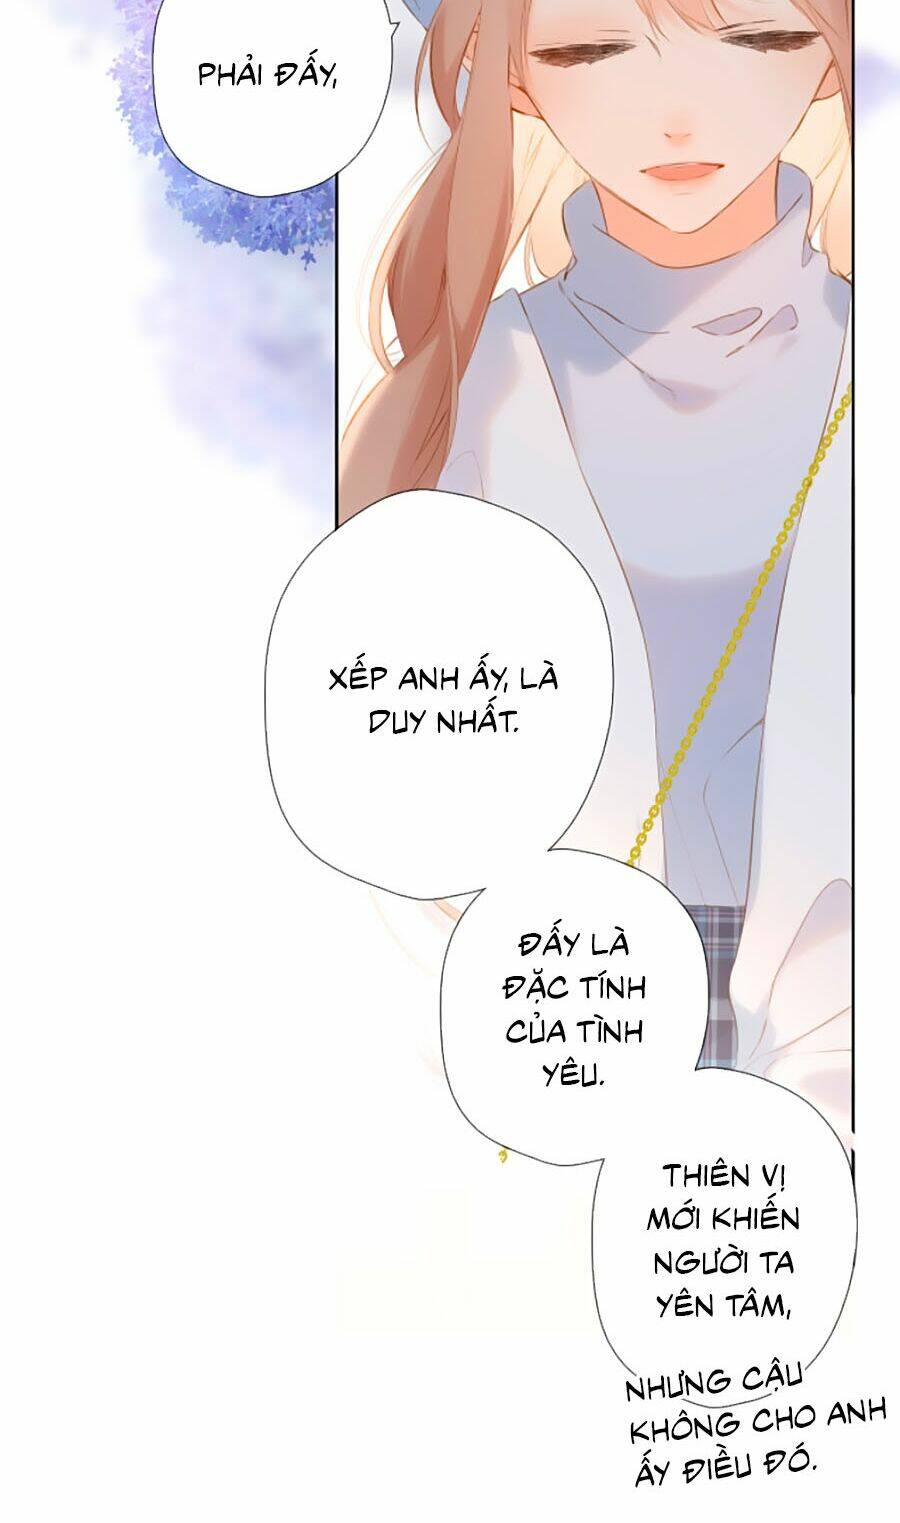 PHẢI ĐẤY,
XẾP ANH ẤY, LÀ
DUY NHẤT.
ĐẤY LÀ
ĐẶC TÍNH
CỦA TÌNH
YÊU.
THIÊN VỊ
MỚI KHIẾN
NGƯỜI TA
YÊN TÂM,
NHƯNG CẬU
KHÔNG CHO ANH
ẤY ĐIỀU ĐÓ.